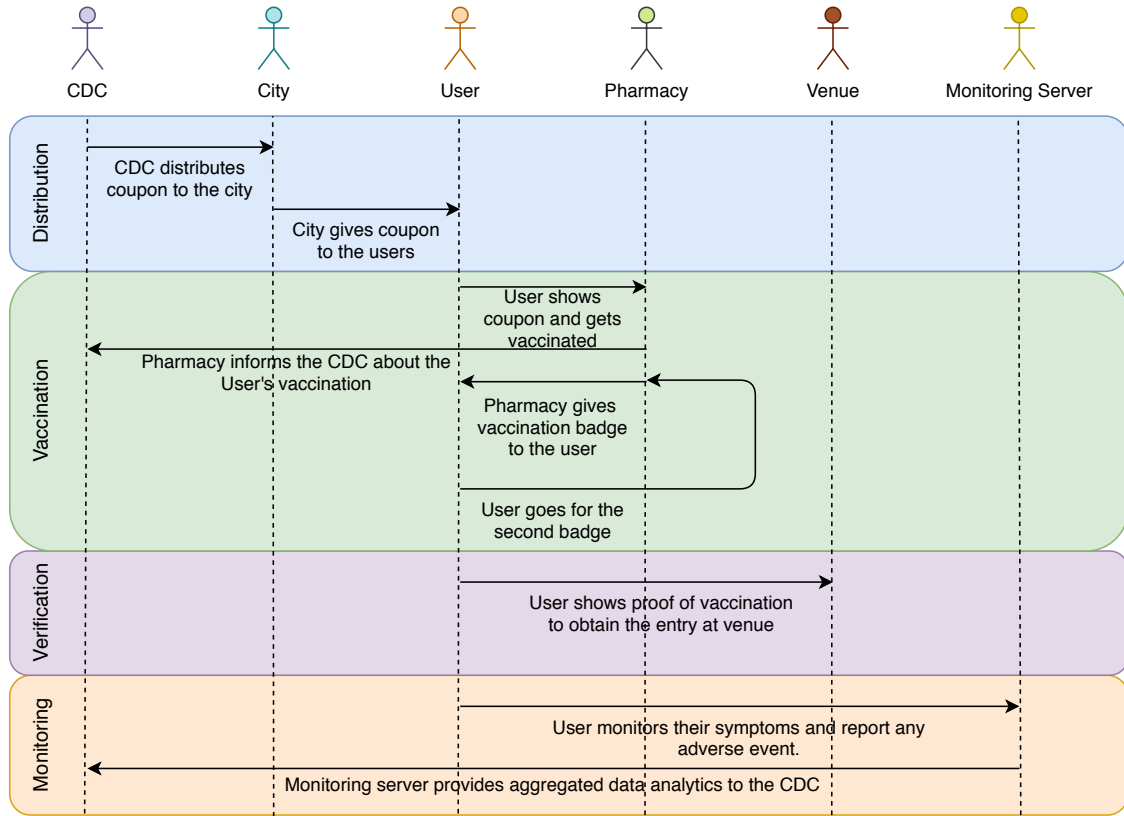 CDC
City
User
Pharmacy
Venue
Monitoring Server
Distribution
CDC distributes
coupon to the city
City gives coupon
to the users
Vaccination
User shows
coupon and gets
vaccinated
Pharmacy informs the CDC about the
User's vaccination
Pharmacy gives
vaccination badge
to the user
User goes for the
second badge
Verification
User shows proof of vaccination
to obtain the entry at venue
Monitoring
User monitors their symptoms and report any
adverse event.
Monitoring server provides aggregated data analytics to the CDC